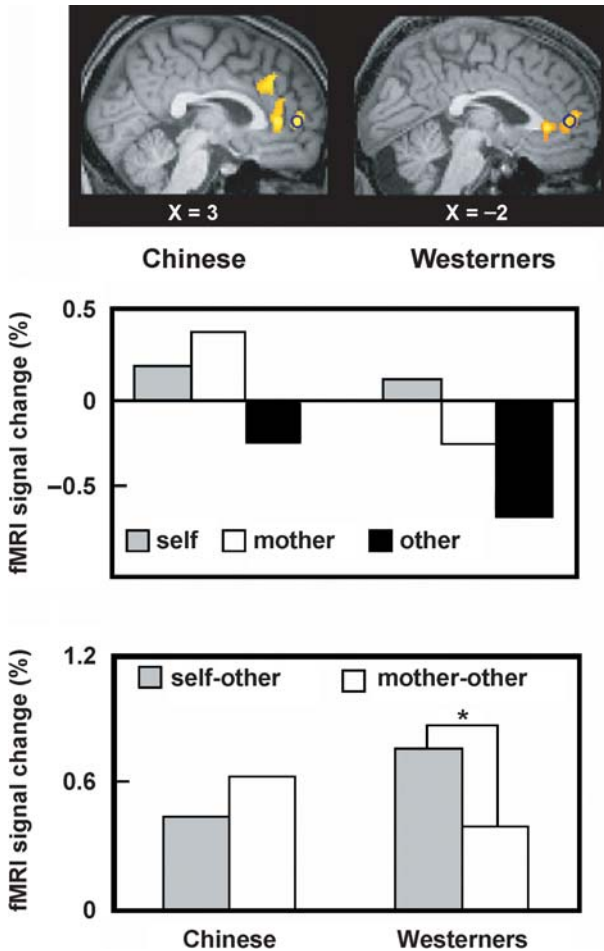 X = 3 X = −2
Chinese Westerners
fMRI signal change (%)
0.5
0
−0.5
self mother other
fMRI signal change (%)
1.2
self-other mother-other
*
0.6
0
Chinese Westerners